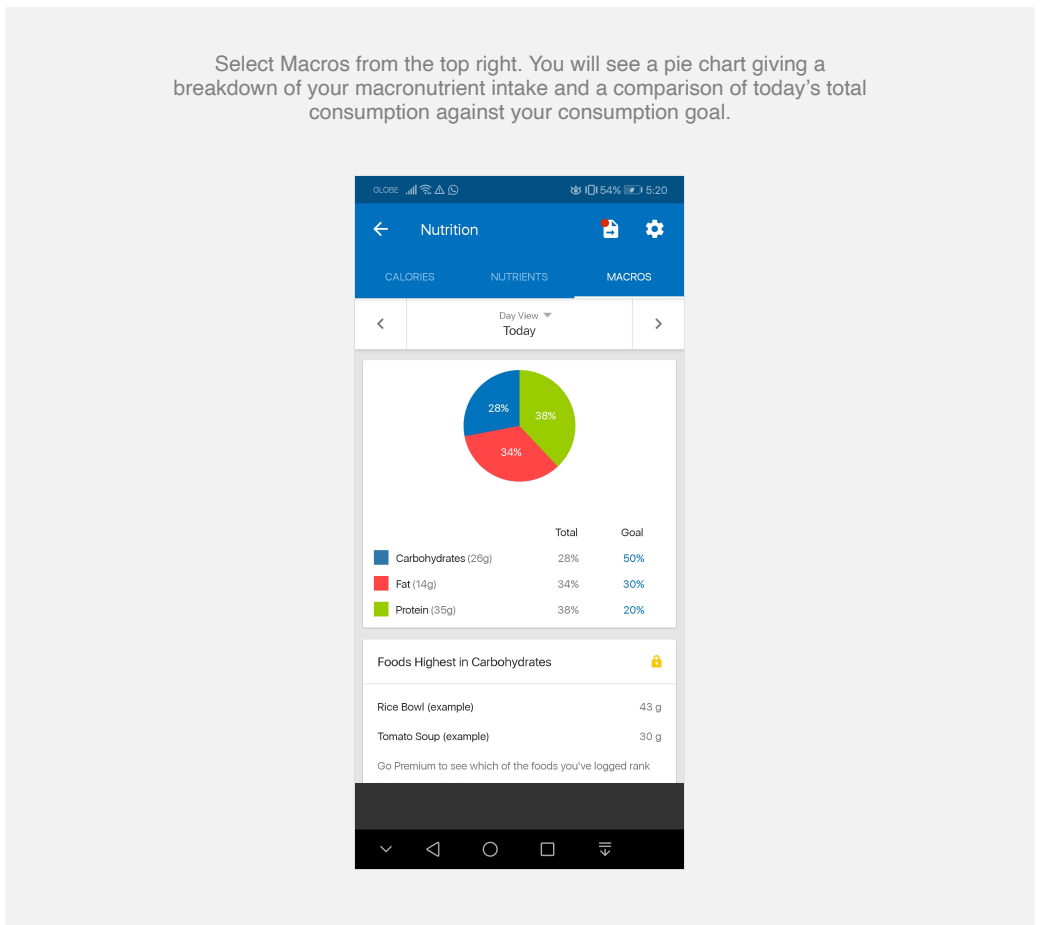 Select Macros from the top right. You will see a pie chart giving a
breakdown of your macronutrient intake and a comparison of today's total
consumption against your consumption goal.
GLOBE 54% 5:20
Nutrition
CALORIES NUTRIENTS MACROS
Day View
Today
28% 38%
34%
Total Goal
Carbohydrates (26g) 28% 50%
Fat (14g) 34% 30%
Protein (35g) 38% 20%
Foods Highest in Carbohydrates
Rice Bowl (example) 43 g
Tomato Soup (example) 30 g
Go Premium to see which of the foods you've logged rank